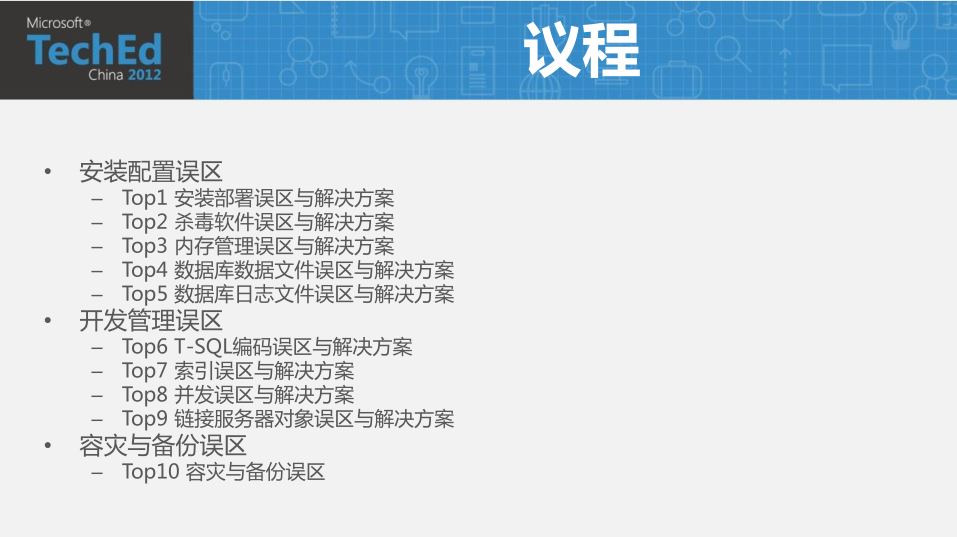 Microsoft®
TechEd
China 2012
议程
• 安装配置误区
– Top1 安装部署误区与解决方案
– Top2 杀毒软件误区与解决方案
– Top3 内存管理误区与解决方案
– Top4 数据库数据文件误区与解决方案
– Top5 数据库日志文件误区与解决方案
• 开发管理误区
– Top6 T-SQL编码误区与解决方案
– Top7 索引误区与解决方案
– Top8 并发误区与解决方案
– Top9 链接服务器对象误区与解决方案
• 容灾与备份误区
– Top10 容灾与备份误区